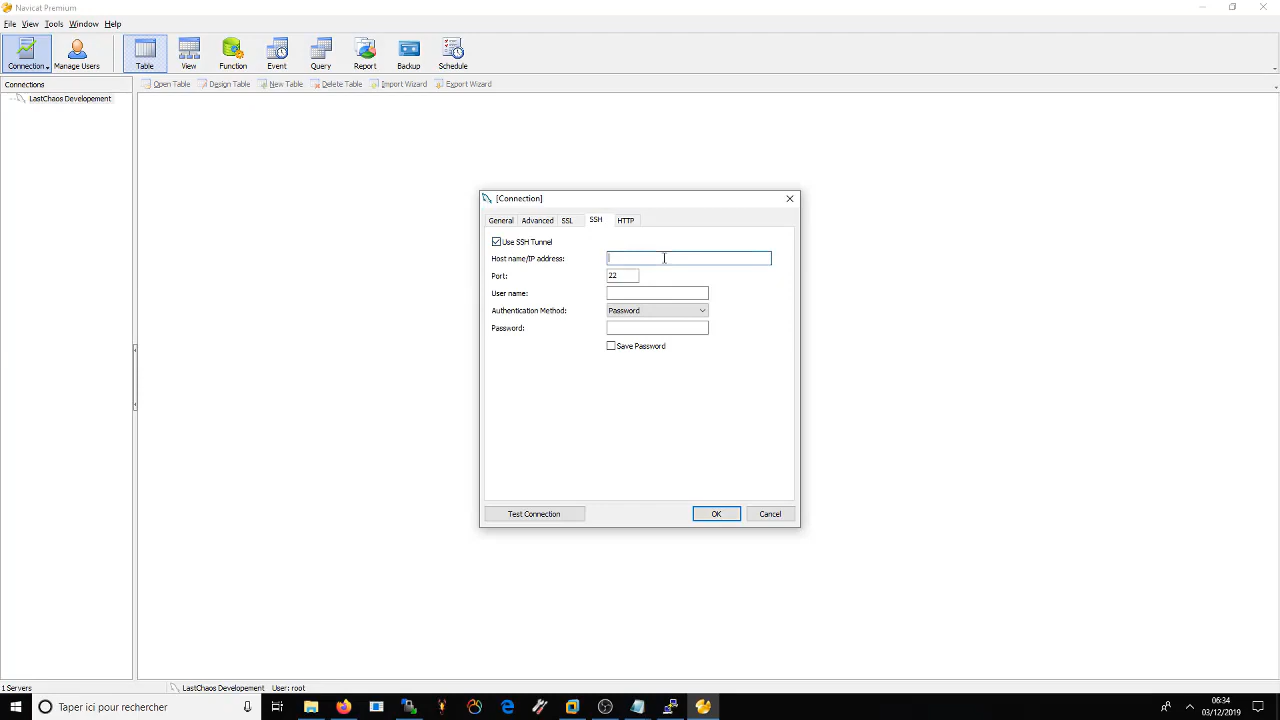 Navicat Premium
File View Tools Window Help
Connection Manage Users Table View Function Event Query Report Backup Schedule
Connections Open Table Design Table New Table Delete Table Import Wizard Export Wizard
LastChaos Developement
[Connection]
General Advanced SSL SSH HTTP
Use SSH Tunnel
Host name/IP address:
Port: 22
User name:
Authentication Method: Password
Password:
Save Password
Test Connection OK Cancel
1 Servers LastChaos Developement User: root
Taper ici pour rechercher
06:34
03/12/2019